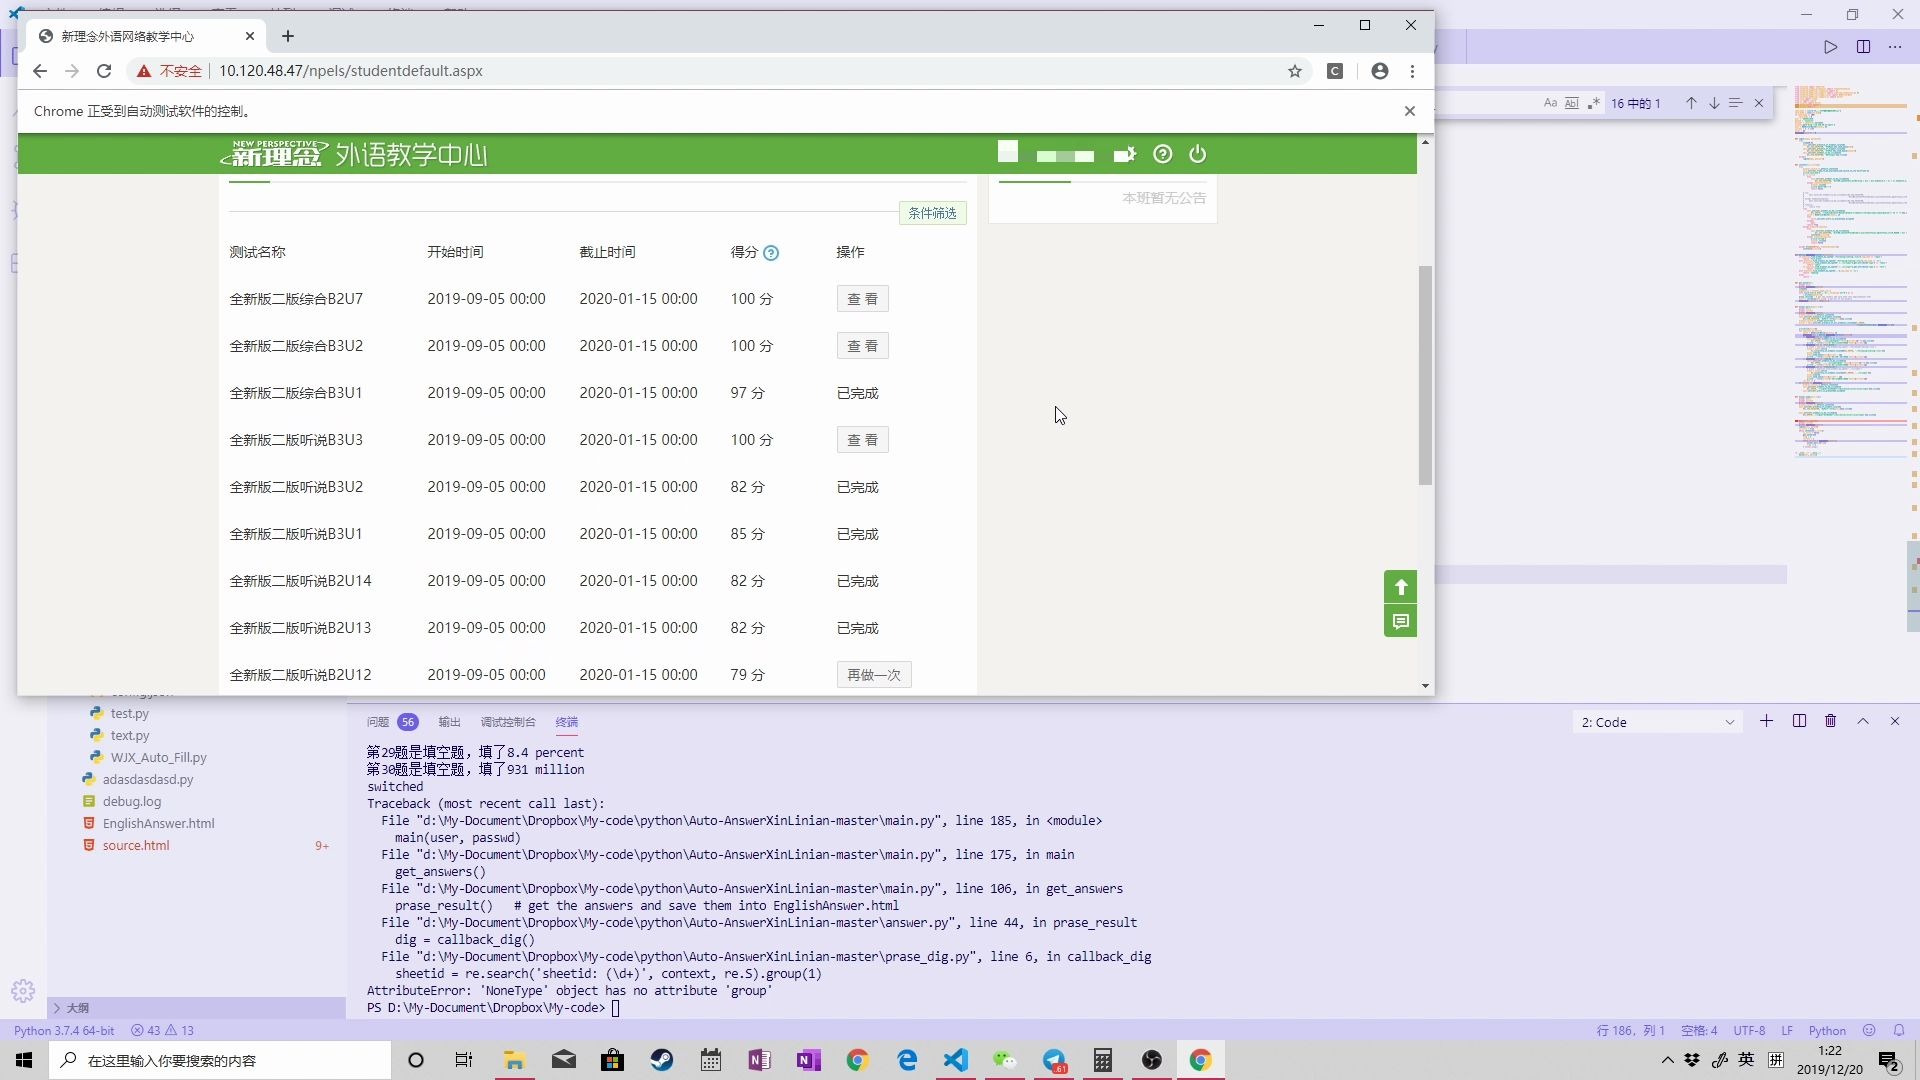 新理念外语网络教学中心
不安全
10.120.48.47/npels/studentdefault.aspx
Chrome 正受到自动测试软件的控制。
Aa Abl .* 16 中的 1
NEW PERSPECTIVE
新理念 外语教学中心
本班暂无公告
条件筛选
测试名称 开始时间 截止时间 得分 操作
全新版二版综合B2U7 2019-09-05 00:00 2020-01-15 00:00 100 分 查 看
全新版二版综合B3U2 2019-09-05 00:00 2020-01-15 00:00 100 分 查 看
全新版二版综合B3U1 2019-09-05 00:00 2020-01-15 00:00 97 分 已完成
全新版二版听说B3U3 2019-09-05 00:00 2020-01-15 00:00 100 分 查 看
全新版二版听说B3U2 2019-09-05 00:00 2020-01-15 00:00 82 分 已完成
全新版二版听说B3U1 2019-09-05 00:00 2020-01-15 00:00 85 分 已完成
全新版二版听说B2U14 2019-09-05 00:00 2020-01-15 00:00 82 分 已完成
全新版二版听说B2U13 2019-09-05 00:00 2020-01-15 00:00 82 分 已完成
全新版二版听说B2U12 2019-09-05 00:00 2020-01-15 00:00 79 分 再做一次
test.py
text.py
WJX_Auto_Fill.py
adasdasdasd.py
debug.log
EnglishAnswer.html
source.html 9+
大纲
问题 56 输出 调试控制台 终端 2: Code
第29题是填空题，填了8.4 percent
第30题是填空题，填了931 million
switched
Traceback (most recent call last):
  File "d:\My-Document\Dropbox\My-code\python\Auto-AnswerXinLinian-master\main.py", line 185, in <module>
    main(user, passwd)
  File "d:\My-Document\Dropbox\My-code\python\Auto-AnswerXinLinian-master\main.py", line 175, in main
    get_answers()
  File "d:\My-Document\Dropbox\My-code\python\Auto-AnswerXinLinian-master\main.py", line 106, in get_answers
    prase_result()   # get the answers and save them into EnglishAnswer.html
  File "d:\My-Document\Dropbox\My-code\python\Auto-AnswerXinLinian-master\answer.py", line 44, in prase_result
    dig = callback_dig()
  File "d:\My-Document\Dropbox\My-code\python\Auto-AnswerXinLinian-master\prase_dig.py", line 6, in callback_dig
    sheetid = re.search('sheetid: (\d+)', context, re.S).group(1)
AttributeError: 'NoneType' object has no attribute 'group'
PS D:\My-Document\Dropbox\My-code>
Python 3.7.4 64-bit 43 13 行 186，列 1 空格: 4 UTF-8 LF Python
在这里输入你要搜索的内容
.61
英 拼
1:22
2019/12/20
2